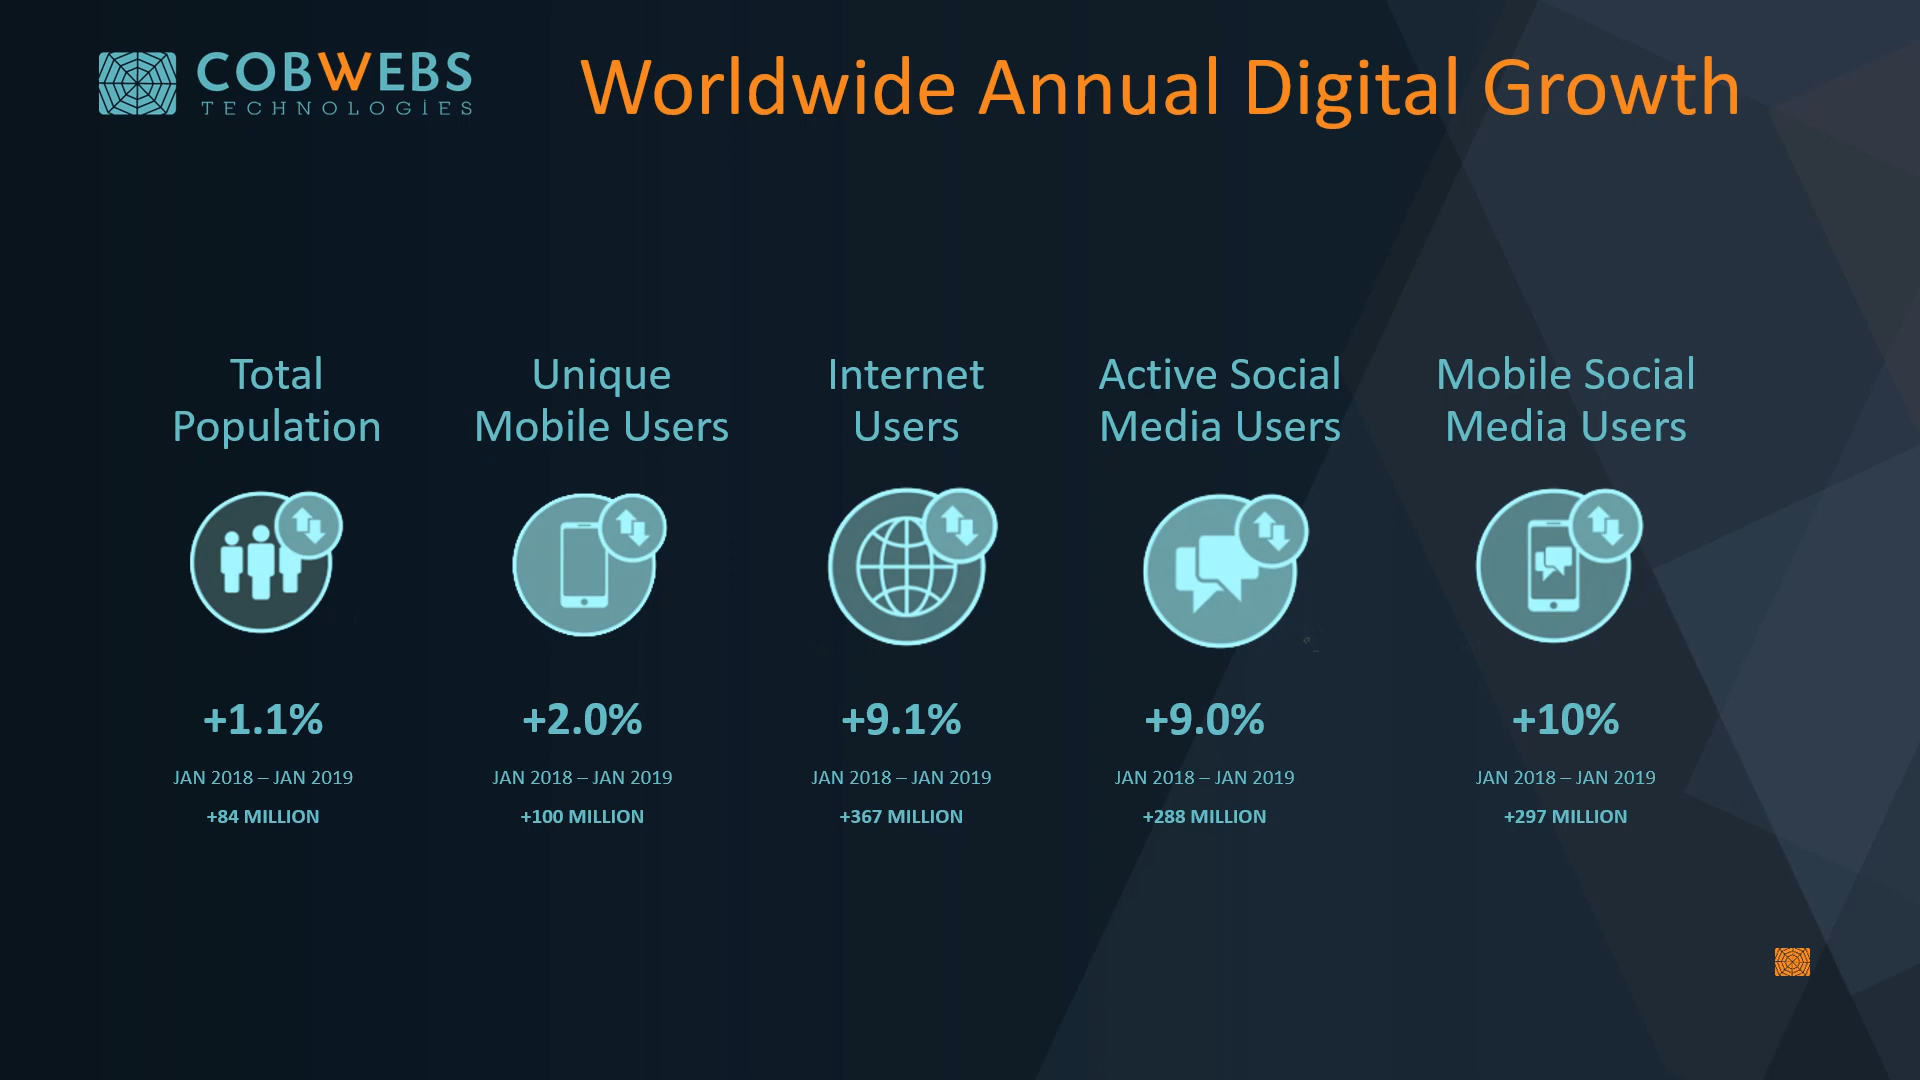 COBWEBS
TECHNOLOGIES
Worldwide Annual Digital Growth
Total
Population
+1.1%
JAN 2018 – JAN 2019
+84 MILLION
Unique
Mobile Users
+2.0%
JAN 2018 – JAN 2019
+100 MILLION
Internet
Users
+9.1%
JAN 2018 – JAN 2019
+367 MILLION
Active Social
Media Users
+9.0%
JAN 2018 – JAN 2019
+288 MILLION
Mobile Social
Media Users
+10%
JAN 2018 – JAN 2019
+297 MILLION